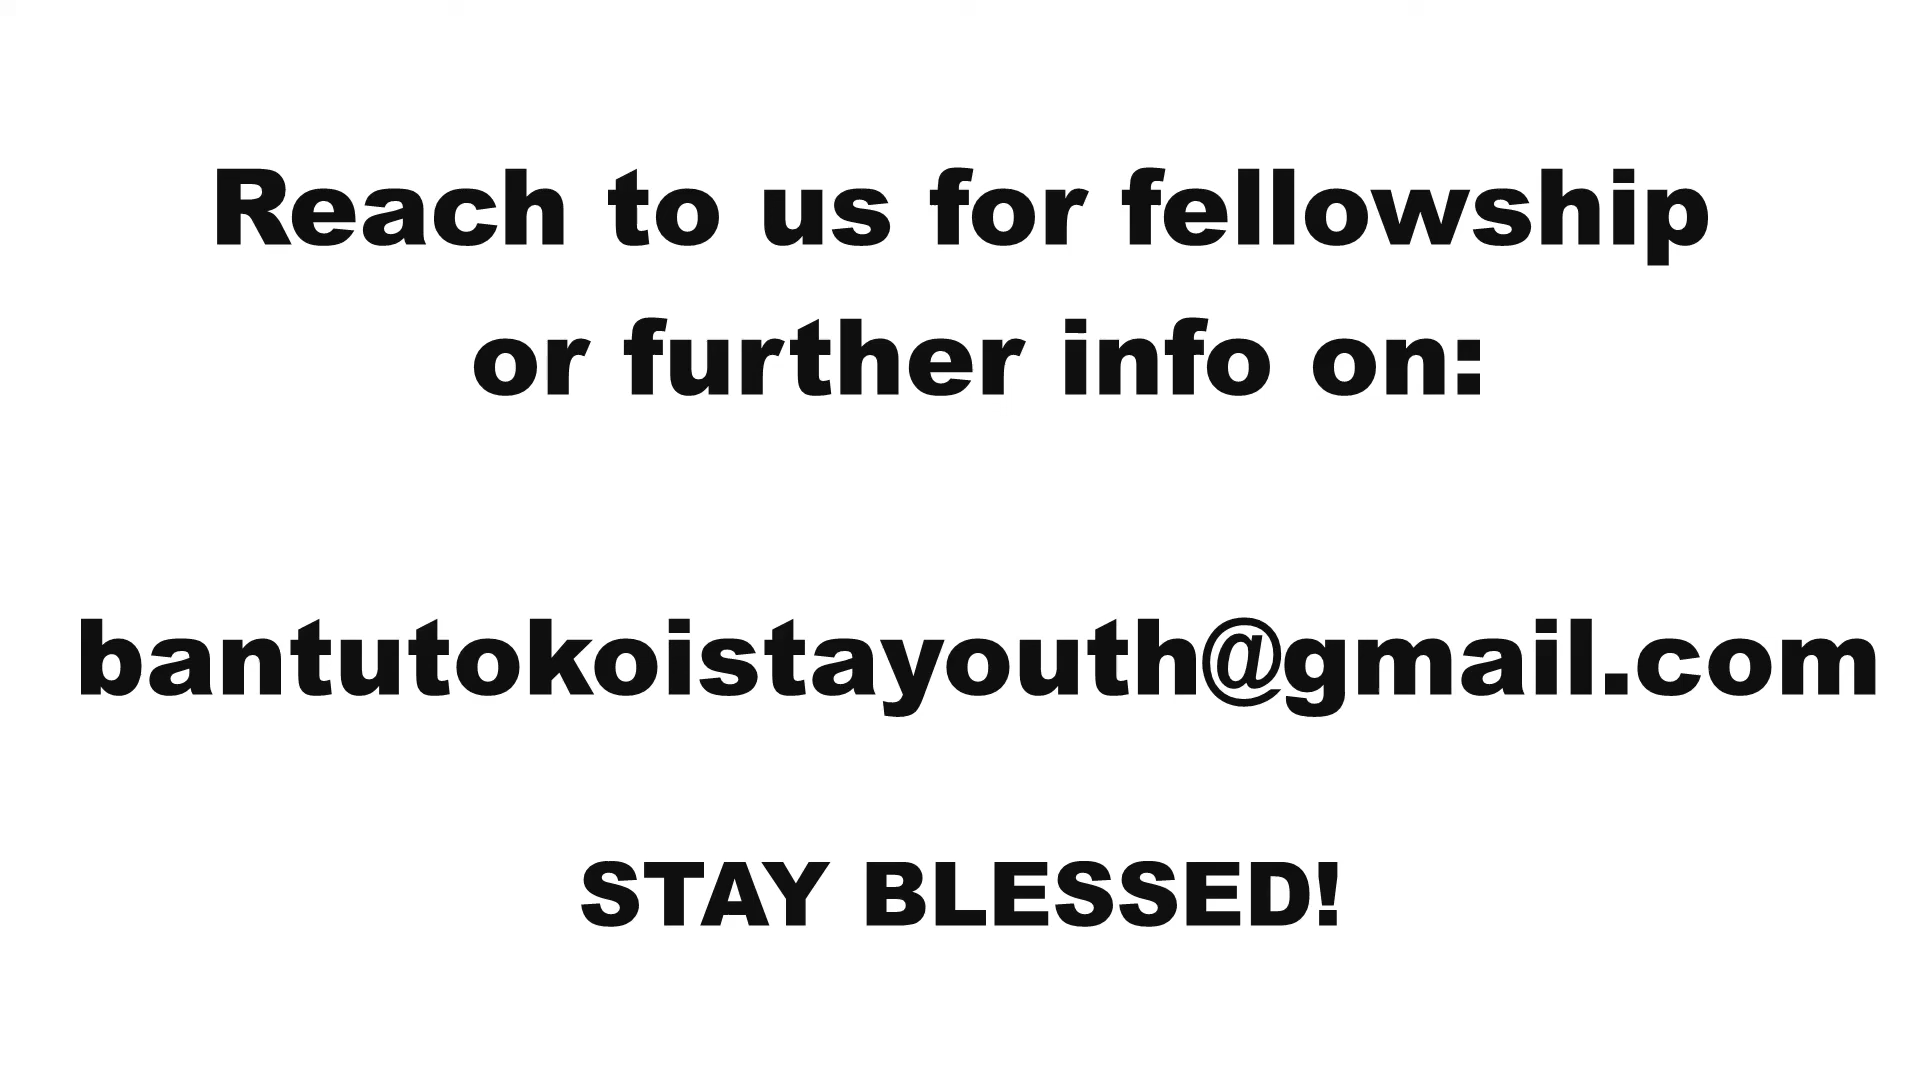 Reach to us for fellowship
or further info on:
bantutokoistayouth@gmail.com
STAY BLESSED!